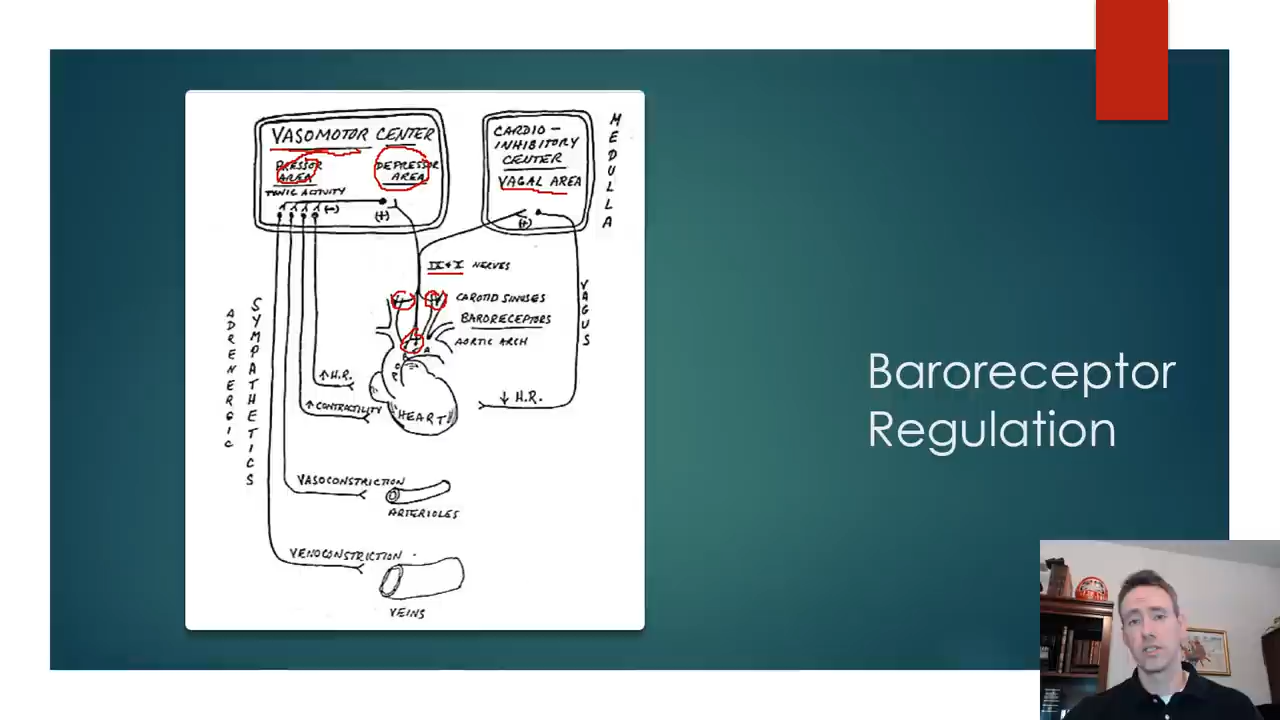 VASOMOTOR CENTER
PRESSOR
AREA
DEPRESSOR
AREA
TONIC ACTIVITY
(-)
(+)
CARDIO-
INHIBITORY
CENTER
VAGAL AREA
(+)
MEDULLA
IX + X NERVES
CAROTID SINUSES
BARORECEPTORS
AORTIC ARCH
VAGUS
ADRENERGIC
SYMPATHETICS
↑ H.R.
↑ CONTRACTILITY
HEART
↓ H.R.
VASOCONSTRICTION
ARTERIOLES
VENOCONSTRICTION
VEINS
Baroreceptor
Regulation